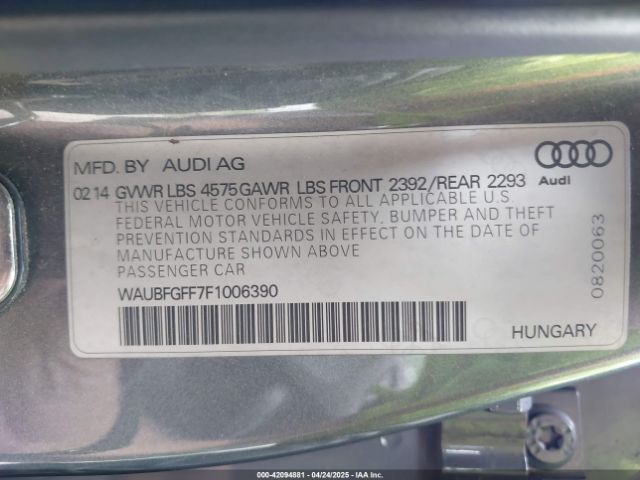 MFD. BY AUDI AG
02 14 GVWR LBS 4575 GAWR LBS FRONT 2392/REAR 2293
Audi
THIS VEHICLE CONFORMS TO ALL APPLICABLE U.S.
FEDERAL MOTOR VEHICLE SAFETY, BUMPER AND THEFT
PREVENTION STANDARDS IN EFFECT ON THE DATE OF
MANUFACTURE SHOWN ABOVE
PASSENGER CAR
WAUBFGFF7F1006390
0820063
HUNGARY
000-42094881 - 04/24/2025 - IAAI.COM